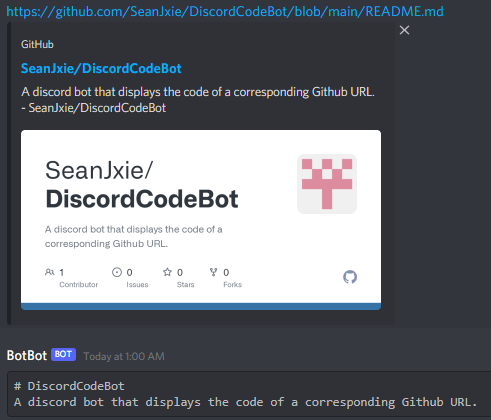 https://github.com/SeanJxie/DiscordCodeBot/blob/main/README.md
GitHub
SeanJxie/DiscordCodeBot
A discord bot that displays the code of a corresponding Github URL.
- SeanJxie/DiscordCodeBot
SeanJxie/
DiscordCodeBot
A discord bot that displays the code of a
corresponding Github URL.
1 0 0 0
Contributor Issues Stars Forks
BotBot BOT Today at 1:00 AM
# DiscordCodeBot
A discord bot that displays the code of a corresponding Github URL.